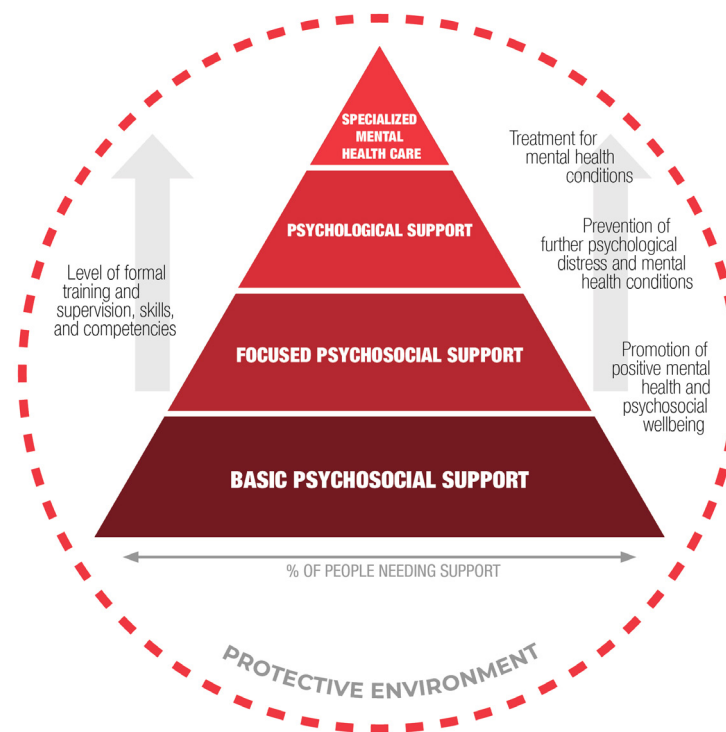 SPECIALIZED
MENTAL
HEALTH CARE
PSYCHOLOGICAL SUPPORT
FOCUSED PSYCHOSOCIAL SUPPORT
BASIC PSYCHOSOCIAL SUPPORT
Level of formal
training and
supervision, skills,
and competencies
Treatment for
mental health
conditions
Prevention of
further psychological
distress and mental
health conditions
Promotion of
positive mental
health and
psychosocial
wellbeing
% OF PEOPLE NEEDING SUPPORT
PROTECTIVE ENVIRONMENT